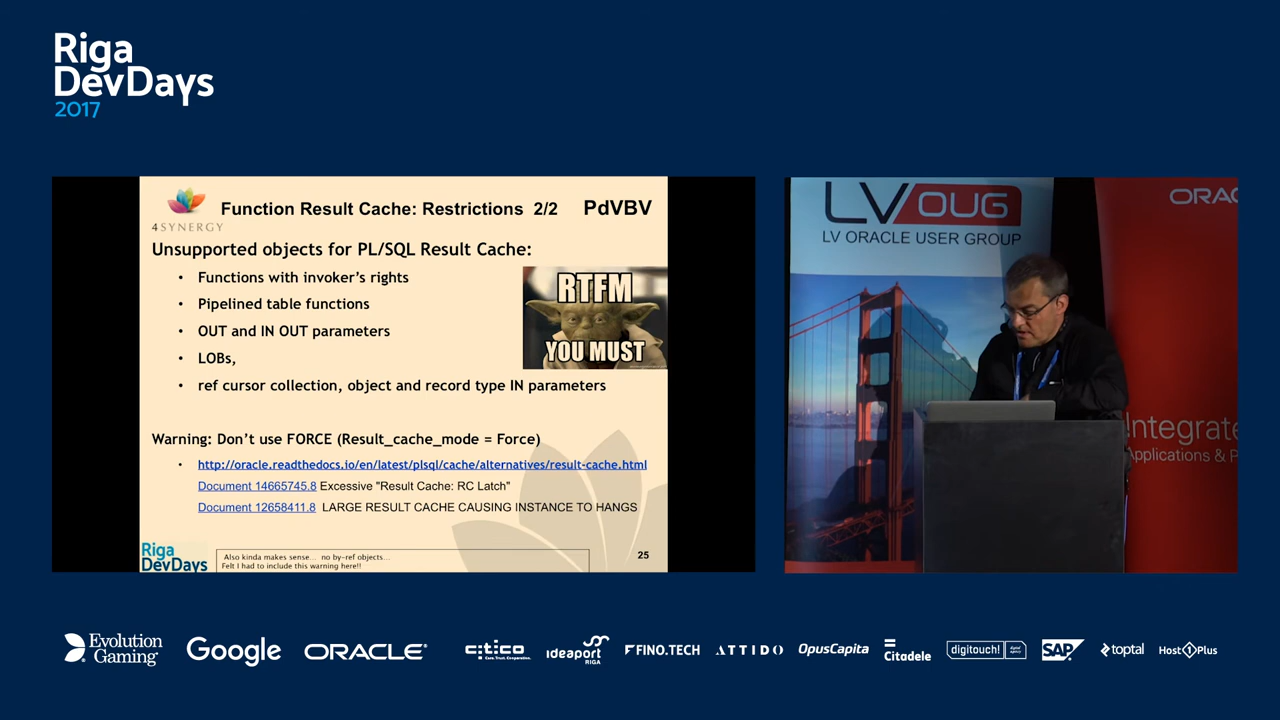 Riga
DevDays
2017
4SYNERGY
Function Result Cache: Restrictions 2/2 PdVBV
Unsupported objects for PL/SQL Result Cache:
• Functions with invoker's rights
• Pipelined table functions
• OUT and IN OUT parameters
• LOBs,
• ref cursor collection, object and record type IN parameters
RTFM
YOU MUST
Warning: Don't use FORCE (Result_cache_mode = Force)
• http://oracle.readthedocs.io/en/latest/plsql/cache/alternatives/result-cache.html
Document 14665745.8 Excessive "Result Cache: RC Latch"
Document 12658411.8 LARGE RESULT CACHE CAUSING INSTANCE TO HANGS
Riga
DevDays
Also kinda makes sense... no by-ref objects...
Felt I had to include this warning here!!
25
LV OUG
LV ORACLE USER GROUP
ORAC
Integrate
Applications & P
Evolution
Gaming
Google
ORACLE
citico
Care. Trust. Cooperation.
ideaport
RIGA
FINO.TECH
ATTIDO
OpusCapita
Citadele
digitouch!
SAP
toptal
Host1Plus